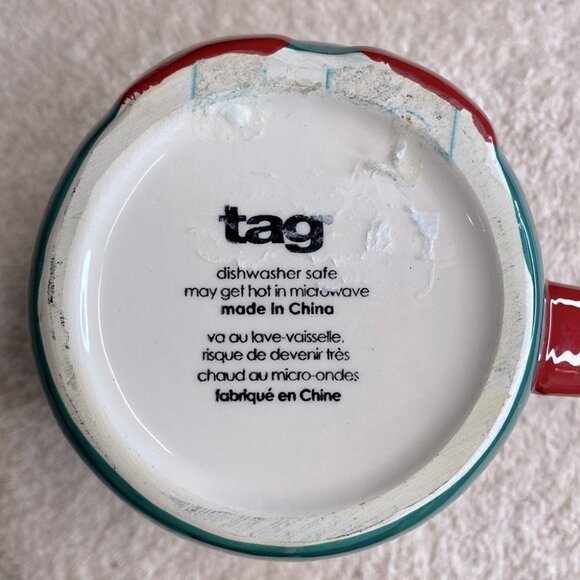 tag
dishwasher safe
may get hot in microwave
made in China
va au lave-vaisselle.
risque de devenir très
chaud au micro-ondes
fabriqué en Chine